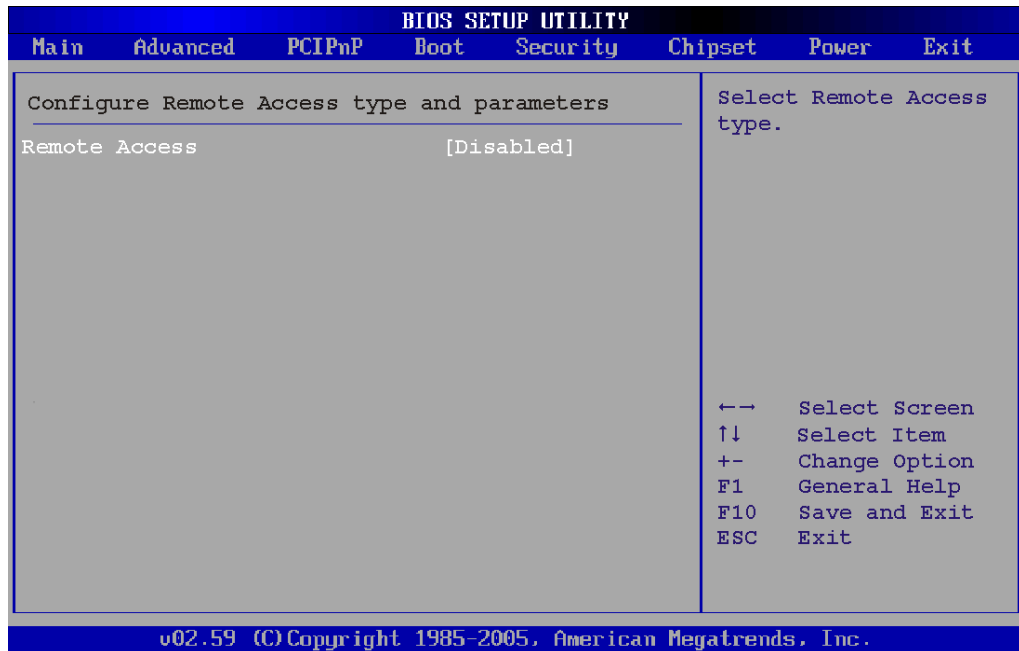 BIOS SETUP UTILITY
Main Advanced PCIPnP Boot Security Chipset Power Exit
Configure Remote Access type and parameters
Remote Access [Disabled]
Select Remote Access
type.
←→ Select Screen
↑↓ Select Item
+- Change Option
F1 General Help
F10 Save and Exit
ESC Exit
v02.59 (C)Copyright 1985-2005, American Megatrends, Inc.